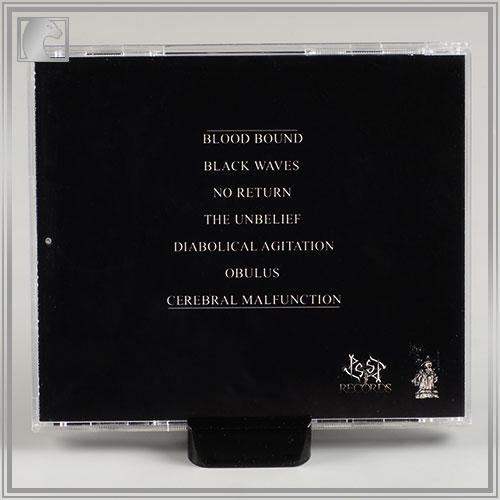 BLOOD BOUND
BLACK WAVES
NO RETURN
THE UNBELIEF
DIABOLICAL AGITATION
OBULUS
CEREBRAL MALFUNCTION
RECORDS